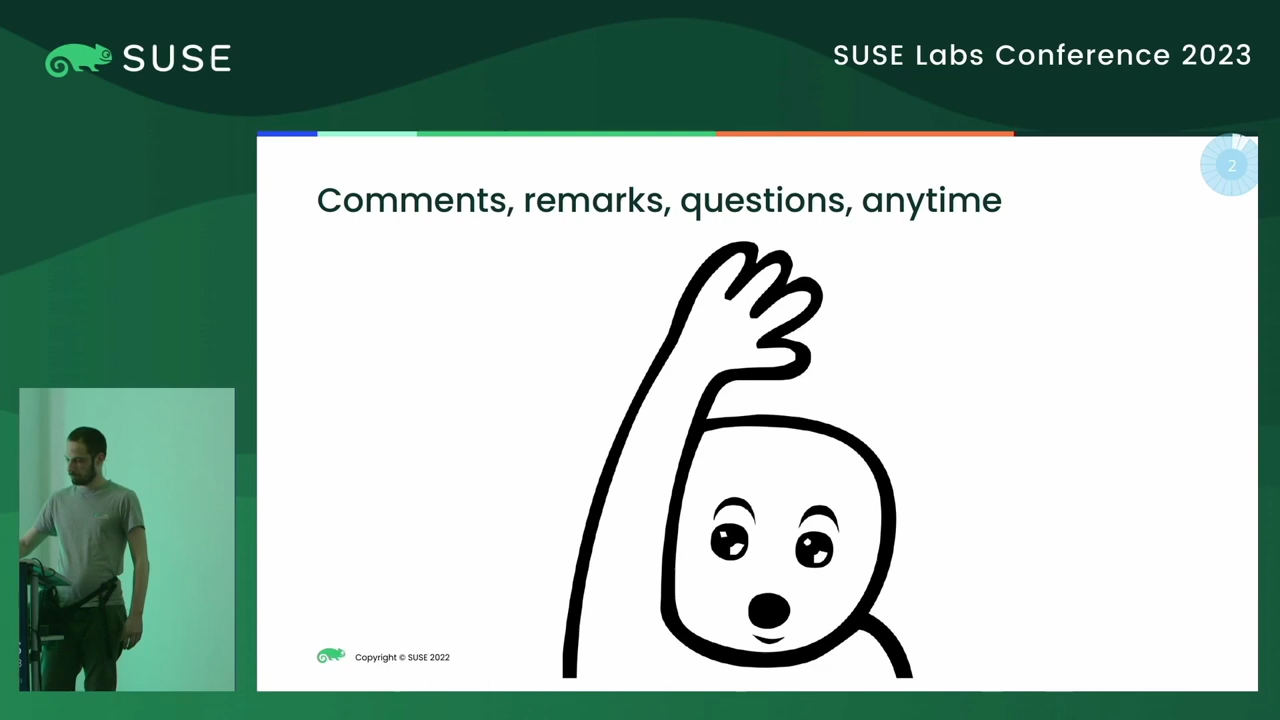 SUSE
SUSE Labs Conference 2023
2
Comments, remarks, questions, anytime
Copyright © SUSE 2022